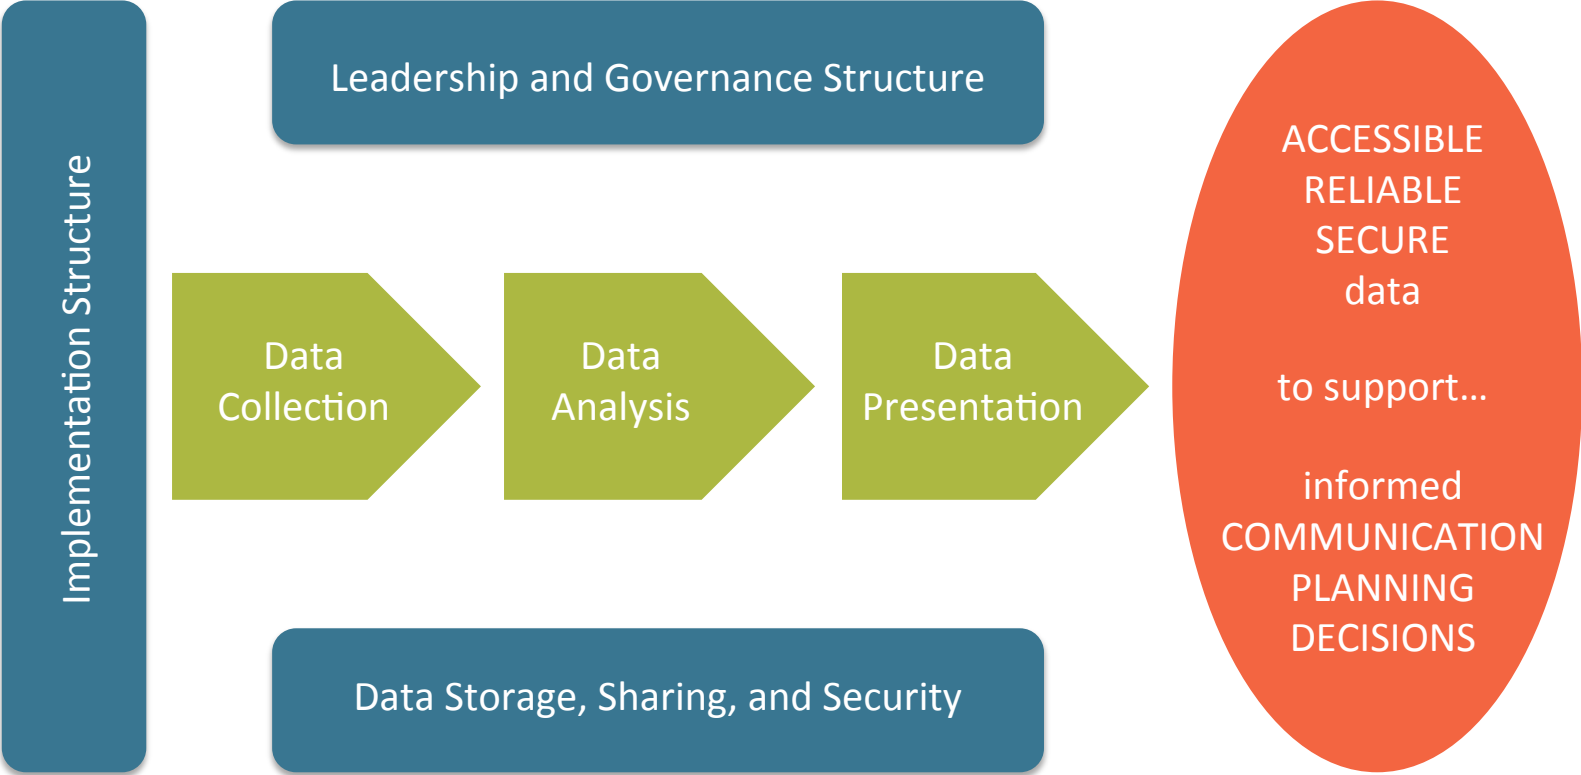 Implementation Structure
Leadership and Governance Structure
Data
Collection
Data
Analysis
Data
Presentation
Data Storage, Sharing, and Security
ACCESSIBLE
RELIABLE
SECURE
data
to support...
informed
COMMUNICATION
PLANNING
DECISIONS